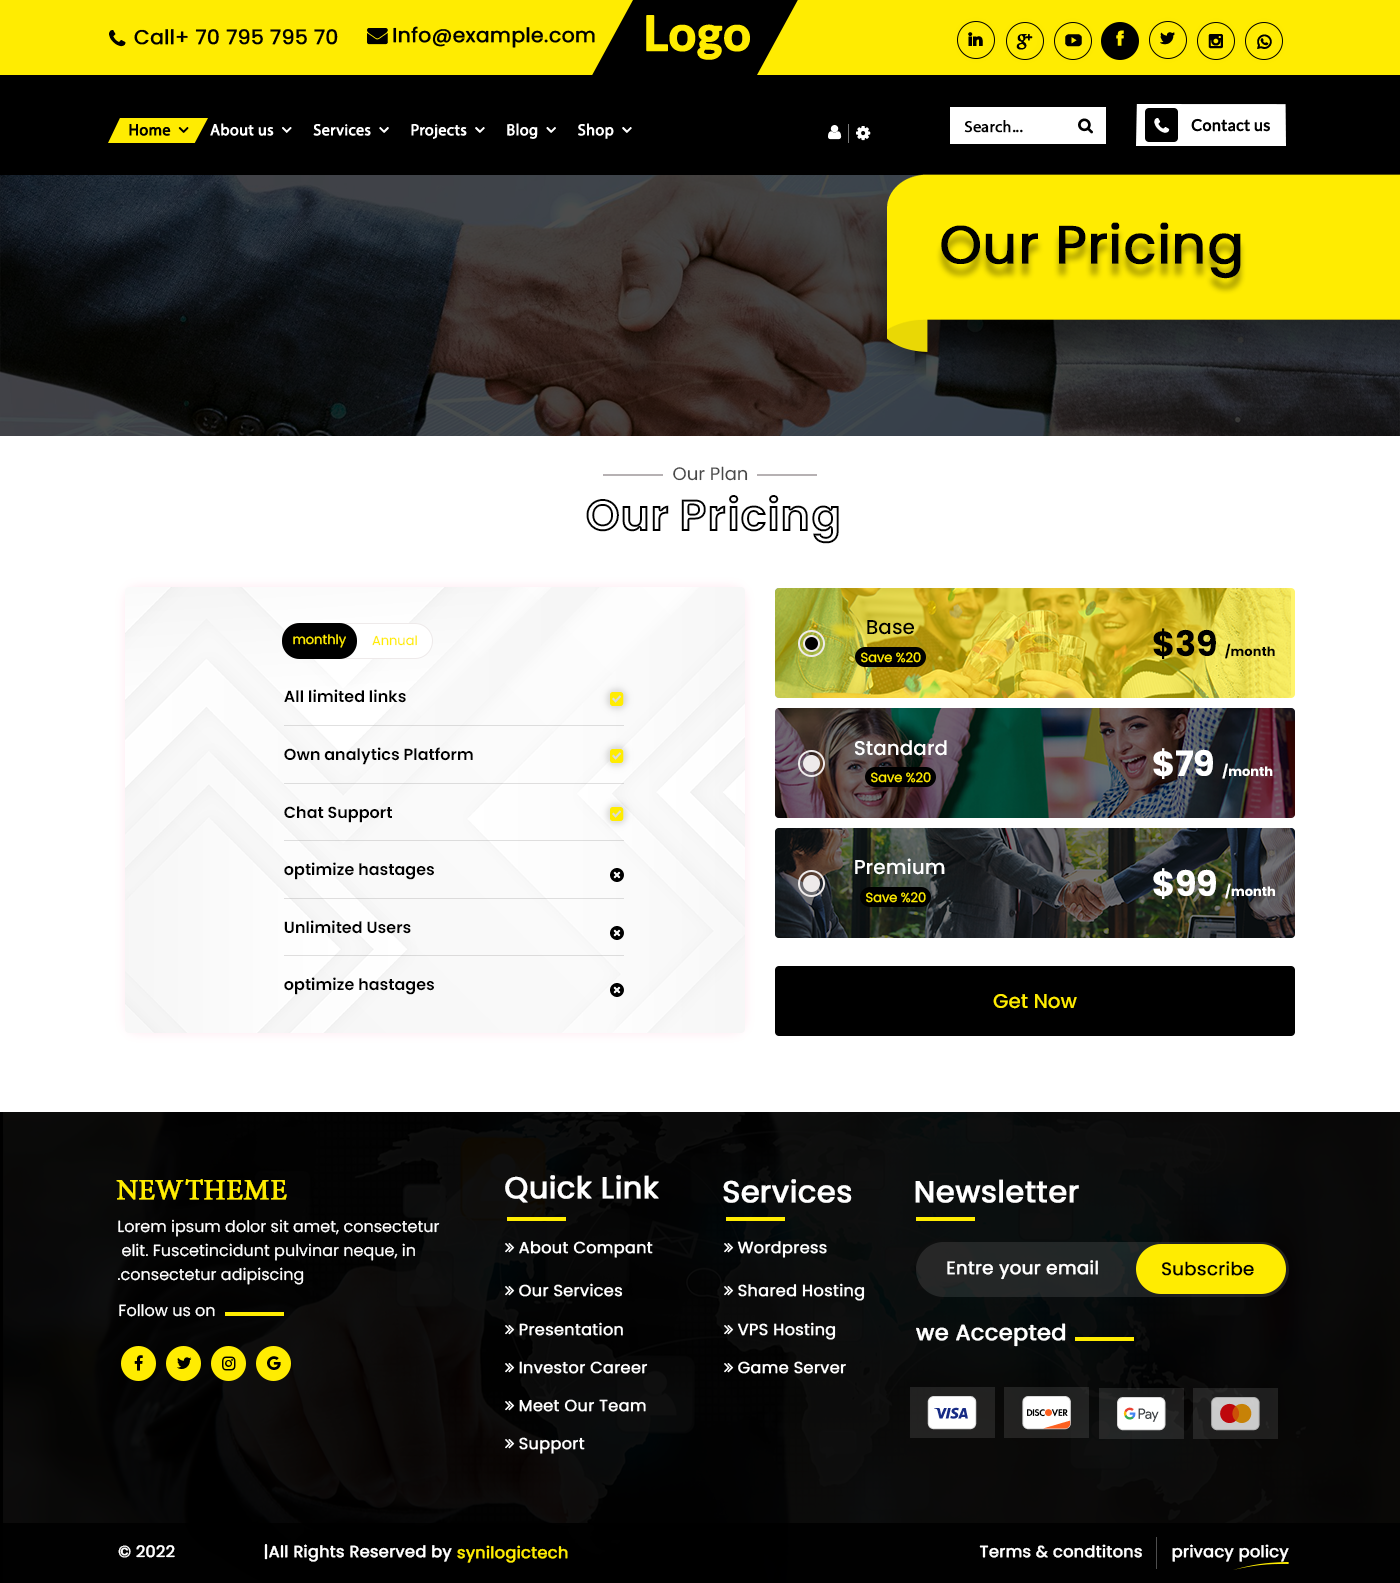 Call+ 70 795 795 70
Info@example.com
Logo
Home
About us
Services
Projects
Blog
Shop
Search...
Contact us
Our Pricing
Our Plan
Our Pricing
monthly
Annual
All limited links
Own analytics Platform
Chat Support
optimize hastages
Unlimited Users
optimize hastages
Base
Save %20
$39 /month
Standard
Save %20
$79 /month
Premium
Save %20
$99 /month
Get Now
NEWTHEME
Lorem ipsum dolor sit amet, consectetur
elit. Fuscetincidunt pulvinar neque, in
.consectetur adipiscing
Follow us on
Quick Link
» About Compant
» Our Services
» Presentation
» Investor Career
» Meet Our Team
» Support
Services
» Wordpress
» Shared Hosting
» VPS Hosting
» Game Server
Newsletter
Entre your email
Subscribe
we Accepted
VISA
DISCOVER
G Pay
© 2022
|All Rights Reserved by synilogictech
Terms & condtitons
privacy policy